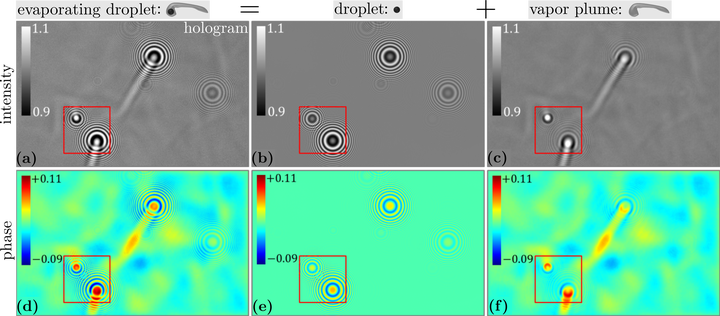 evaporating droplet: = droplet: + vapor plume:
intensity
1.1
hologram
0.9
(a)
1.1
0.9
(b)
1.1
0.9
(c)
phase
+0.11
−0.09
(d)
+0.11
−0.09
(e)
+0.11
−0.09
(f)